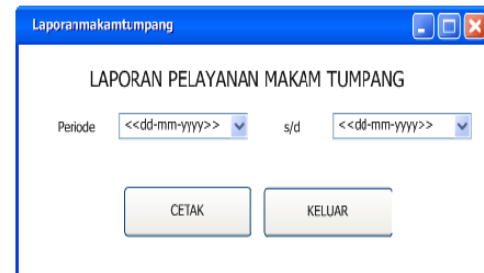 Laporanmakamtumpang
LAPORAN PELAYANAN MAKAM TUMPANG
Periode <<dd-mm-yyyy>> s/d <<dd-mm-yyyy>>
CETAK KELUAR